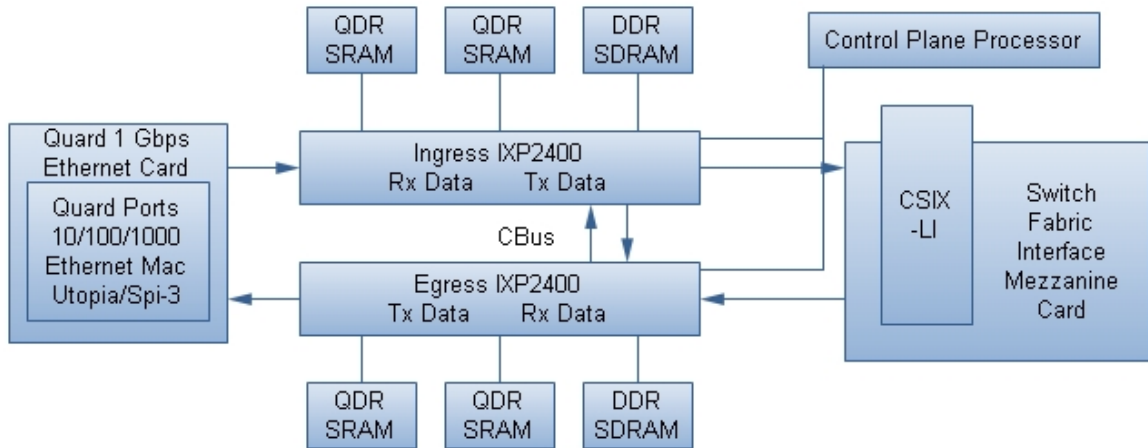 QDR
SRAM
QDR
SRAM
DDR
SDRAM
Control Plane Processor
Quard 1 Gbps
Ethernet Card
Quard Ports
10/100/1000
Ethernet Mac
Utopia/Spi-3
Ingress IXP2400
Rx Data Tx Data
CBus
Egress IXP2400
Tx Data Rx Data
CSIX
-LI
Switch
Fabric
Interface
Mezzanine
Card
QDR
SRAM
QDR
SRAM
DDR
SDRAM